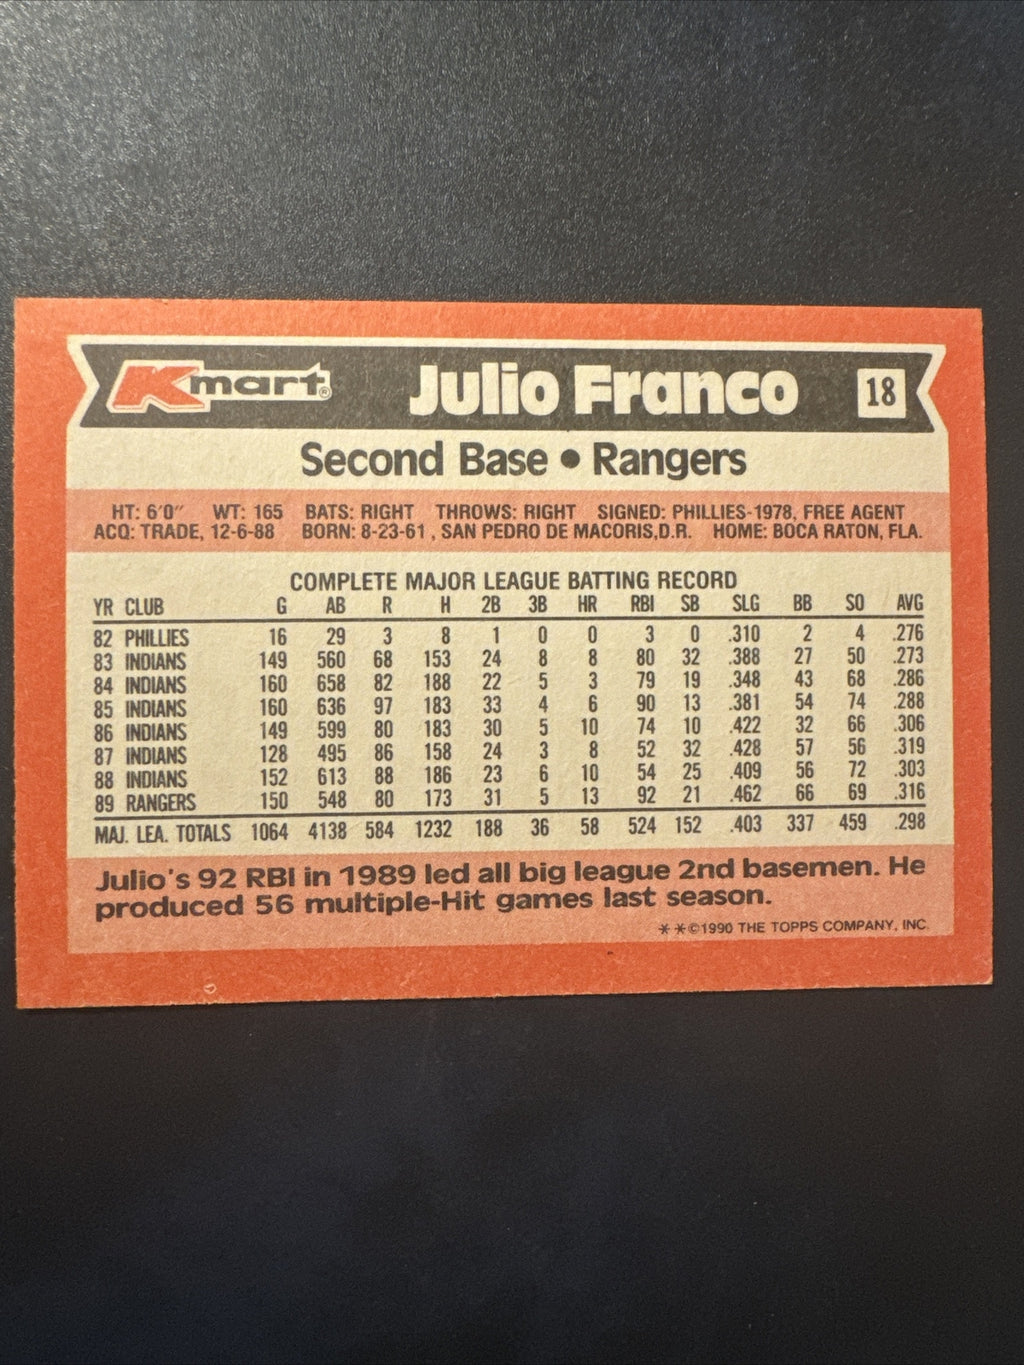 Kmart® Julio Franco 18
Second Base • Rangers
HT: 6'0" WT: 165 BATS: RIGHT THROWS: RIGHT SIGNED: PHILLIES-1978, FREE AGENT
ACQ: TRADE, 12-6-88 BORN: 8-23-61 , SAN PEDRO DE MACORIS,D.R. HOME: BOCA RATON, FLA.
COMPLETE MAJOR LEAGUE BATTING RECORD
YR CLUB G AB R H 2B 3B HR RBI SB SLG BB SO AVG
82 PHILLIES 16 29 3 8 1 0 0 3 0 .310 2 4 .276
83 INDIANS 149 560 68 153 24 8 8 80 32 .388 27 50 .273
84 INDIANS 160 658 82 188 22 5 3 79 19 .348 43 68 .286
85 INDIANS 160 636 97 183 33 4 6 90 13 .381 54 74 .288
86 INDIANS 149 599 80 183 30 5 10 74 10 .422 32 66 .306
87 INDIANS 128 495 86 158 24 3 8 52 32 .428 57 56 .319
88 INDIANS 152 613 88 186 23 6 10 54 25 .409 56 72 .303
89 RANGERS 150 548 80 173 31 5 13 92 21 .462 66 69 .316
MAJ. LEA. TOTALS 1064 4138 584 1232 188 36 58 524 152 .403 337 459 .298
Julio's 92 RBI in 1989 led all big league 2nd basemen. He
produced 56 multiple-Hit games last season.
* *©1990 THE TOPPS COMPANY, INC.